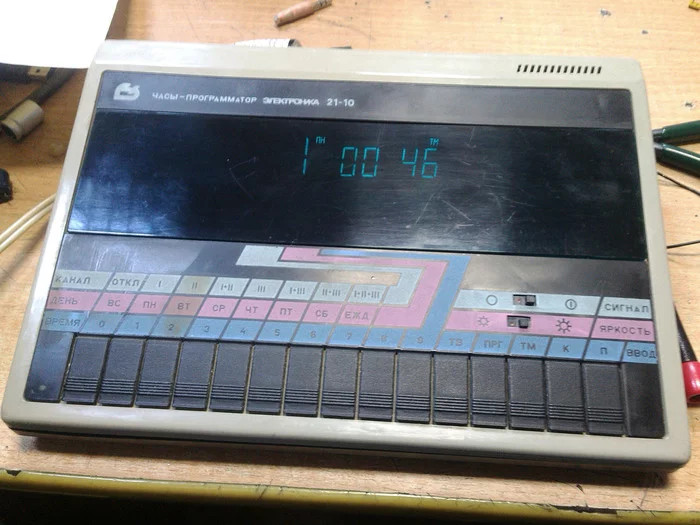 ЧАСЫ-ПРОГРАММАТОР ЭЛЕКТРОНИКА 21-10
ПН ТМ
1 00 46
КАНАЛ ОТКЛ I II I-II III I-III II-III I-II-III СИГНАЛ
ДЕНЬ ВС ПН ВТ СР ЧТ ПТ СБ ЕЖД ЯРКОСТЬ
ВРЕМЯ 0 1 2 3 4 5 6 7 8 9 ТЗ ПРГ ТМ К П ВВОД